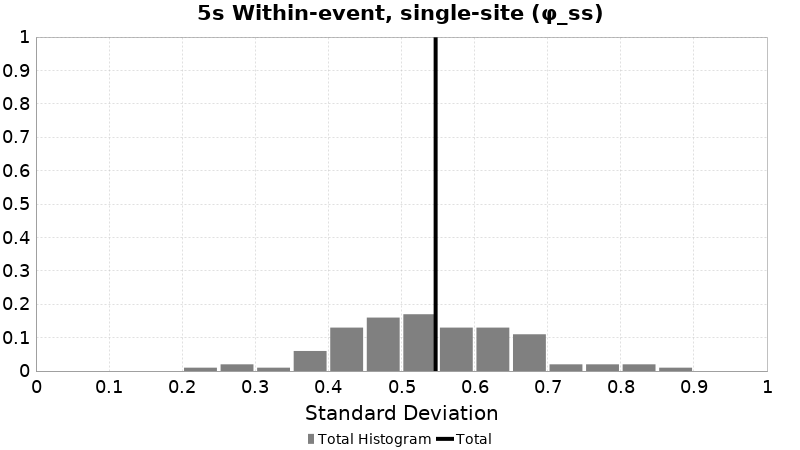 5s Within-event, single-site (φ_ss)
1
0.9
0.8
0.7
0.6
0.5
0.4
0.3
0.2
0.1
0
0 0.1 0.2 0.3 0.4 0.5 0.6 0.7 0.8 0.9 1
Standard Deviation
Total Histogram Total